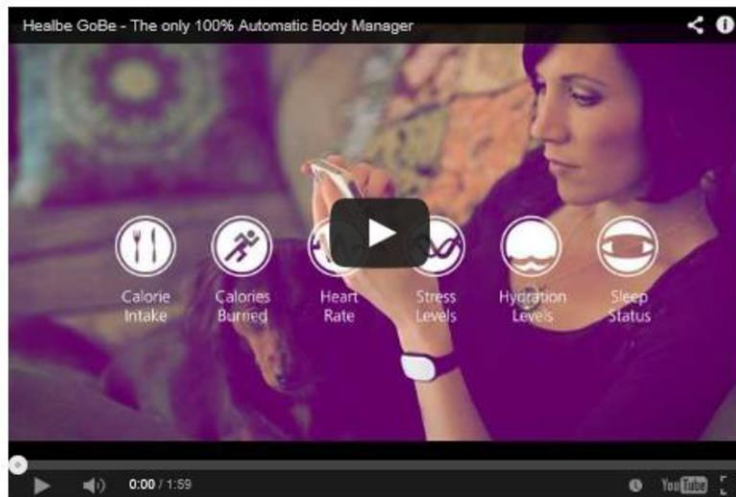 Healbe GoBe - The only 100% Automatic Body Manager
Calorie
Intake
Calories
Burried
Heart
Rate
Stress
Levels
Hydration
Levels
Sleep
Status
0:00 / 1:59
YouTube